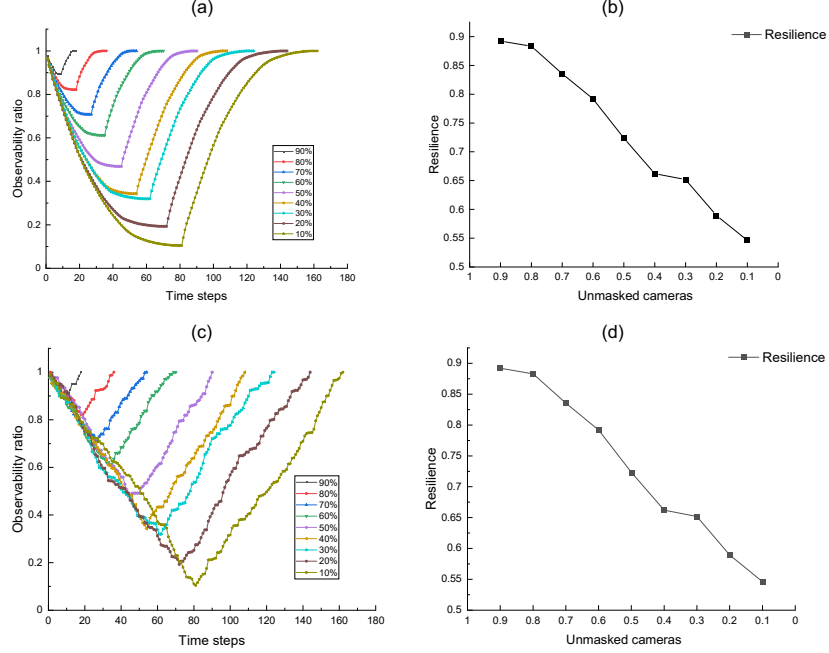 (a)
Observability ratio
1
0.8
0.6
0.4
0.2
0
0 20 40 60 80 100 120 140 160 180
Time steps
90%
80%
70%
60%
50%
40%
30%
20%
10%
(b)
Resilience
0.9
0.85
0.8
0.75
0.7
0.65
0.6
0.55
0.5
1 0.9 0.8 0.7 0.6 0.5 0.4 0.3 0.2 0.1 0
Unmasked cameras
Resilience
(c)
Observability ratio
1
0.8
0.6
0.4
0.2
0
0 20 40 60 80 100 120 140 160 180
Time steps
90%
80%
70%
60%
50%
40%
30%
20%
10%
(d)
Resilience
0.9
0.85
0.8
0.75
0.7
0.65
0.6
0.55
0.5
1 0.9 0.8 0.7 0.6 0.5 0.4 0.3 0.2 0.1 0
Unmasked cameras
Resilience